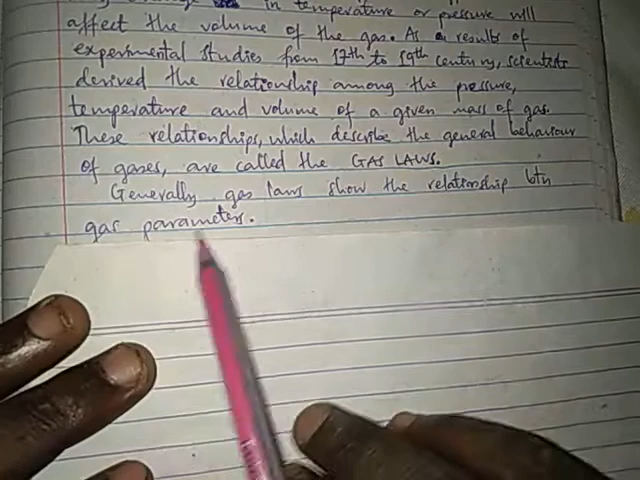 in temperature or pressure will
affect the volume of the gas. As a results of
experimental studies from 17th to 19th century, scientists
derived the relationship among the pressure,
temperature and volume of a given mass of gas.
These relationships, which describe the general behaviour
of gases, are called the GAS LAWS.
Generally gas laws show the relationship btn
gas parameters.